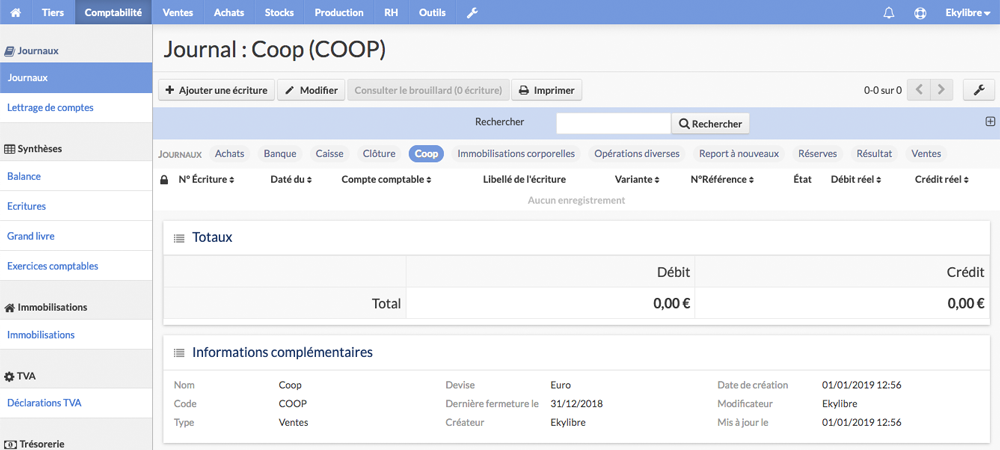 Tiers Comptabilité Ventes Achats Stocks Production RH Outils Ekylibre
Journaux
Journaux
Lettrage de comptes
Synthèses
Balance
Ecritures
Grand livre
Exercices comptables
Immobilisations
Immobilisations
TVA
Déclarations TVA
Trésorerie
Journal : Coop (COOP)
Ajouter une écriture Modifier Consulter le brouillard (0 écriture) Imprimer 0-0 sur 0
Rechercher Rechercher
JOURNAUX Achats Banque Caisse Clôture Coop Immobilisations corporelles Opérations diverses Report à nouveaux Réserves Résultat Ventes
N° Écriture Daté du Compte comptable Libellé de l'écriture Variante N°Référence État Débit réel Crédit réel
Aucun enregistrement
Totaux
Débit Crédit
Total 0,00 € 0,00 €
Informations complémentaires
Nom Coop Devise Euro Date de création 01/01/2019 12:56
Code COOP Dernière fermeture le 31/12/2018 Modificateur Ekylibre
Type Ventes Créateur Ekylibre Mis à jour le 01/01/2019 12:56